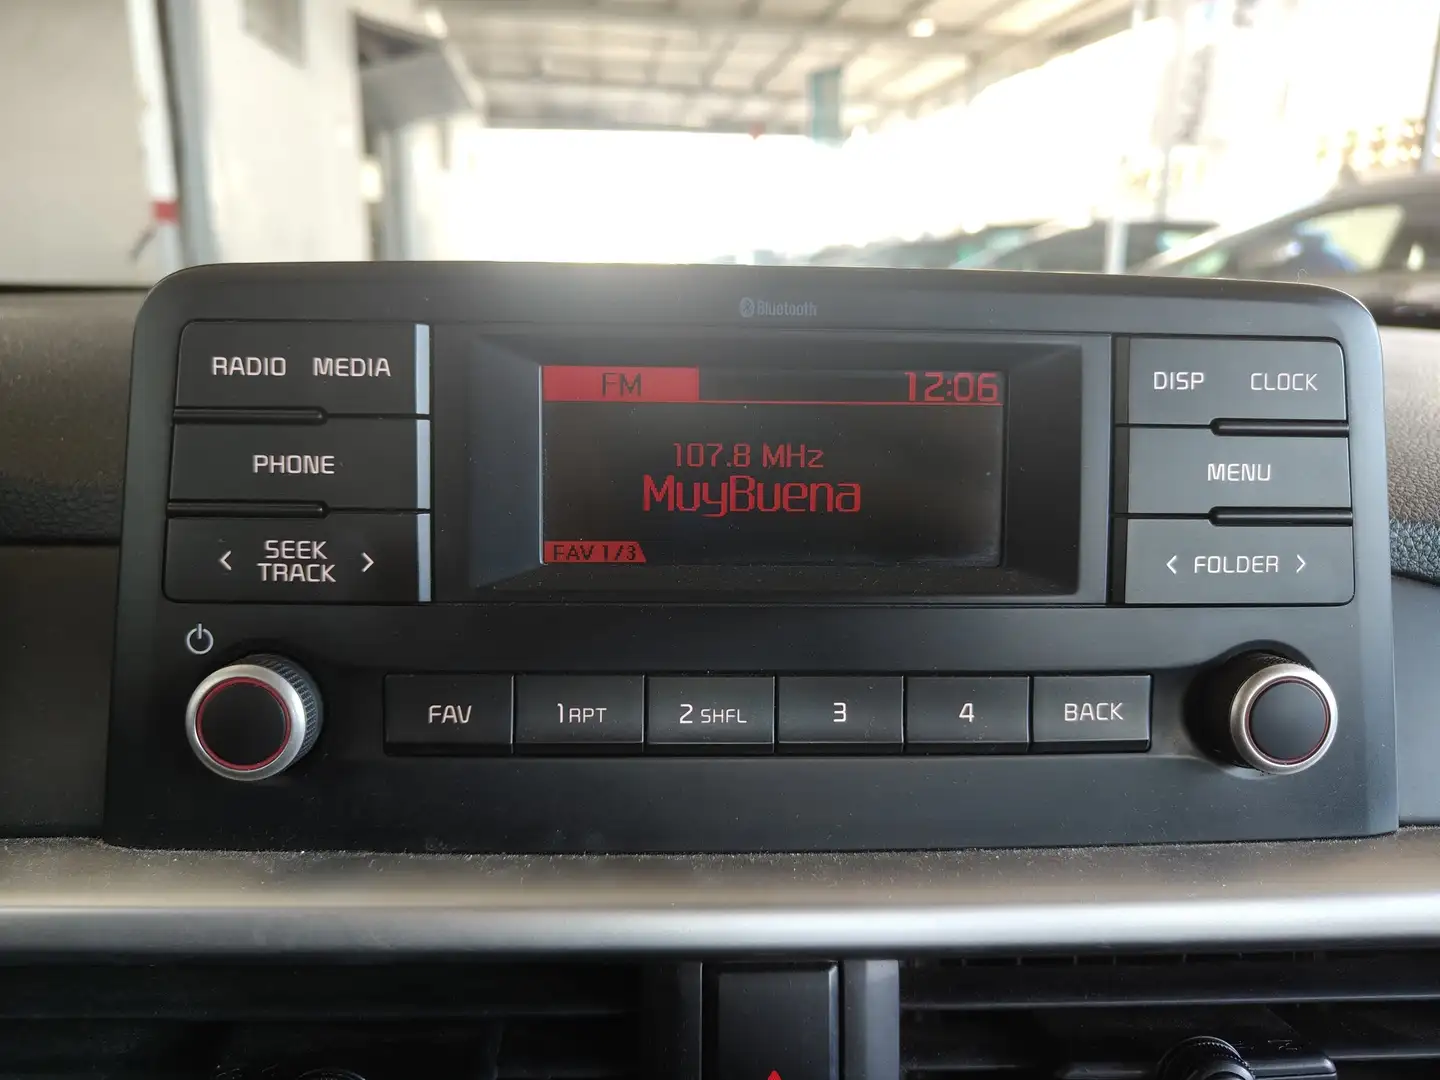 Bluetooth
RADIO MEDIA
PHONE
< SEEK TRACK >
FM 12:06
107.8 MHz
MuyBuena
FAV 1/3
DISP CLOCK
MENU
< FOLDER >
FAV 1 RPT 2 SHFL 3 4 BACK